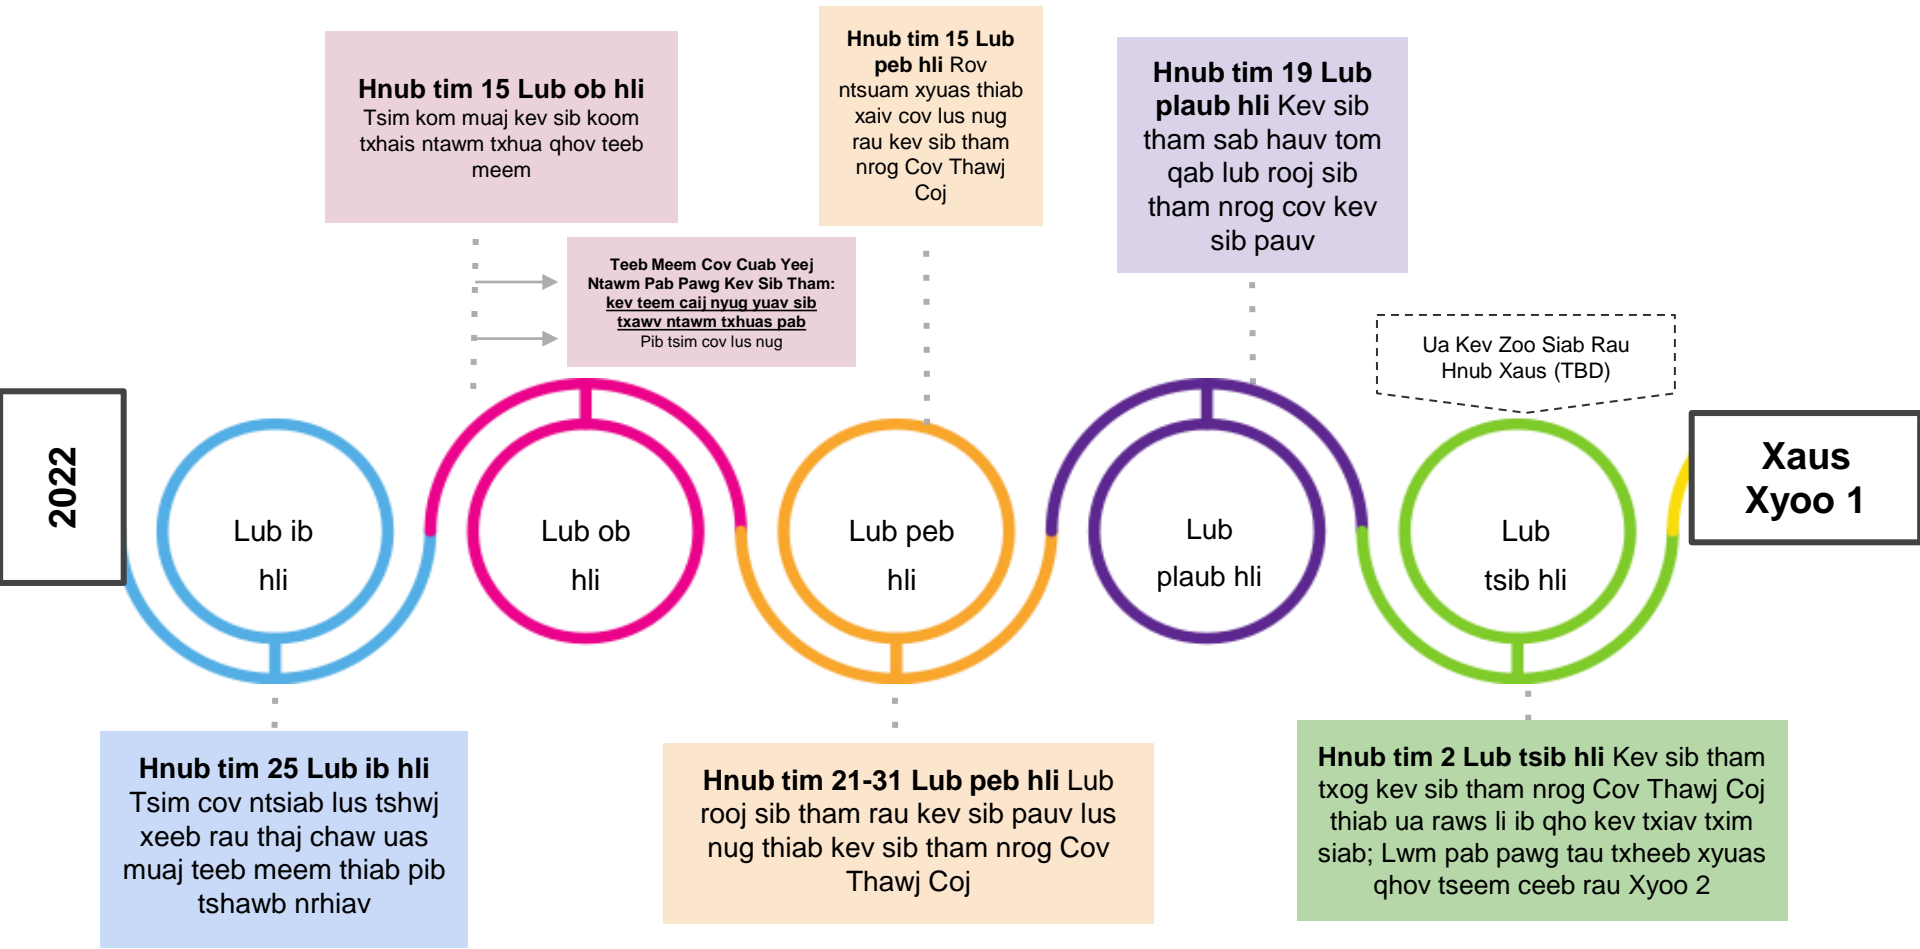 Hnub tim 15 Lub ob hli
Tsim kom muaj kev sib koom
txhais ntawm txhua qhov teeb
meem
Teeb Meem Cov Cuab Yeej
Ntawm Pab Pawg Kev Sib Tham:
kev teem caij nyug yuav sib
txawv ntawm txhuas pab
Pib tsim cov lus nug
Hnub tim 15 Lub
peb hli Rov
ntsuam xyuas thiab
xaiv cov lus nug
rau kev sib tham
nrog Cov Thawj
Coj
Hnub tim 19 Lub
plaub hli Kev sib
tham sab hauv tom
qab lub rooj sib
tham nrog cov kev
sib pauv
Ua Kev Zoo Siab Rau
Hnub Xaus (TBD)
2022
Lub ib
hli
Lub ob
hli
Lub peb
hli
Lub
plaub hli
Lub
tsib hli
Xaus
Xyoo 1
Hnub tim 25 Lub ib hli
Tsim cov ntsiab lus tshwj
xeeb rau thaj chaw uas
muaj teeb meem thiab pib
tshawb nrhiav
Hnub tim 21-31 Lub peb hli Lub
rooj sib tham rau kev sib pauv lus
nug thiab kev sib tham nrog Cov
Thawj Coj
Hnub tim 2 Lub tsib hli Kev sib tham
txog kev sib tham nrog Cov Thawj Coj
thiab ua raws li ib qho kev txiav txim
siab; Lwm pab pawg tau txheeb xyuas
qhov tseem ceeb rau Xyoo 2